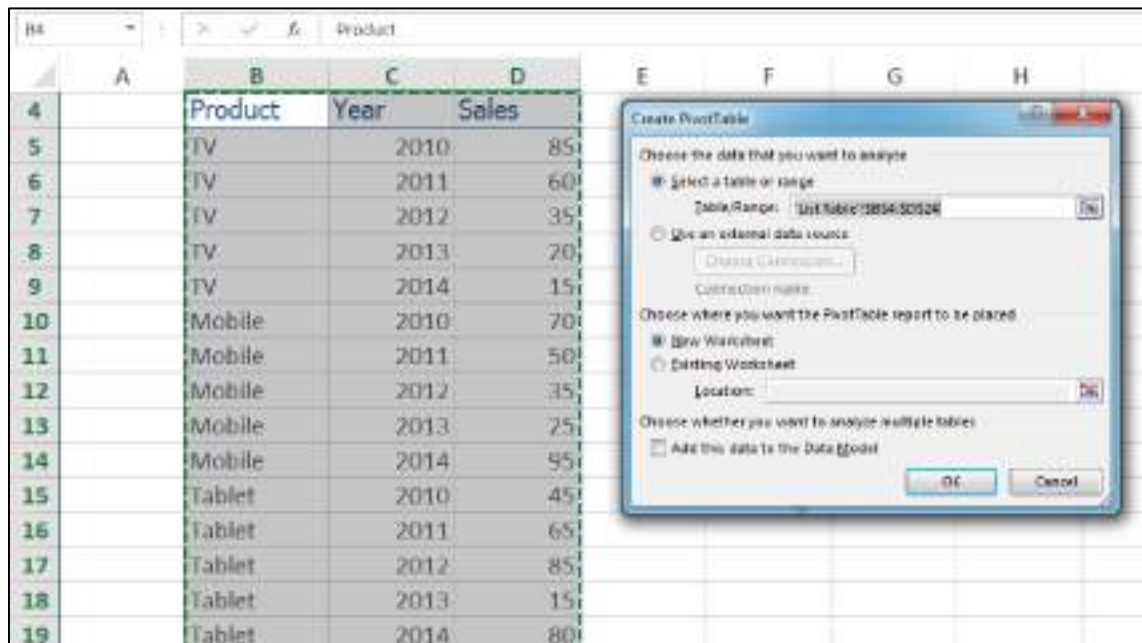 B4 fx Product
A B C D E F G H
4 Product Year Sales
5 TV 2010 85
6 TV 2011 60
7 TV 2012 35
8 TV 2013 20
9 TV 2014 15
10 Mobile 2010 70
11 Mobile 2011 50
12 Mobile 2012 35
13 Mobile 2013 25
14 Mobile 2014 95
15 Tablet 2010 45
16 Tablet 2011 65
17 Tablet 2012 85
18 Tablet 2013 15
19 Tablet 2014 80
Create PivotTable
Choose the data that you want to analyze
Select a table or range
Table/Range: 'List Table'!$B$4:$D$24
Use an external data source
Choose Connection...
Connection name:
Choose where you want the PivotTable report to be placed
New Worksheet
Existing Worksheet
Location:
Choose whether you want to analyze multiple tables
Add this data to the Data Model
OK Cancel